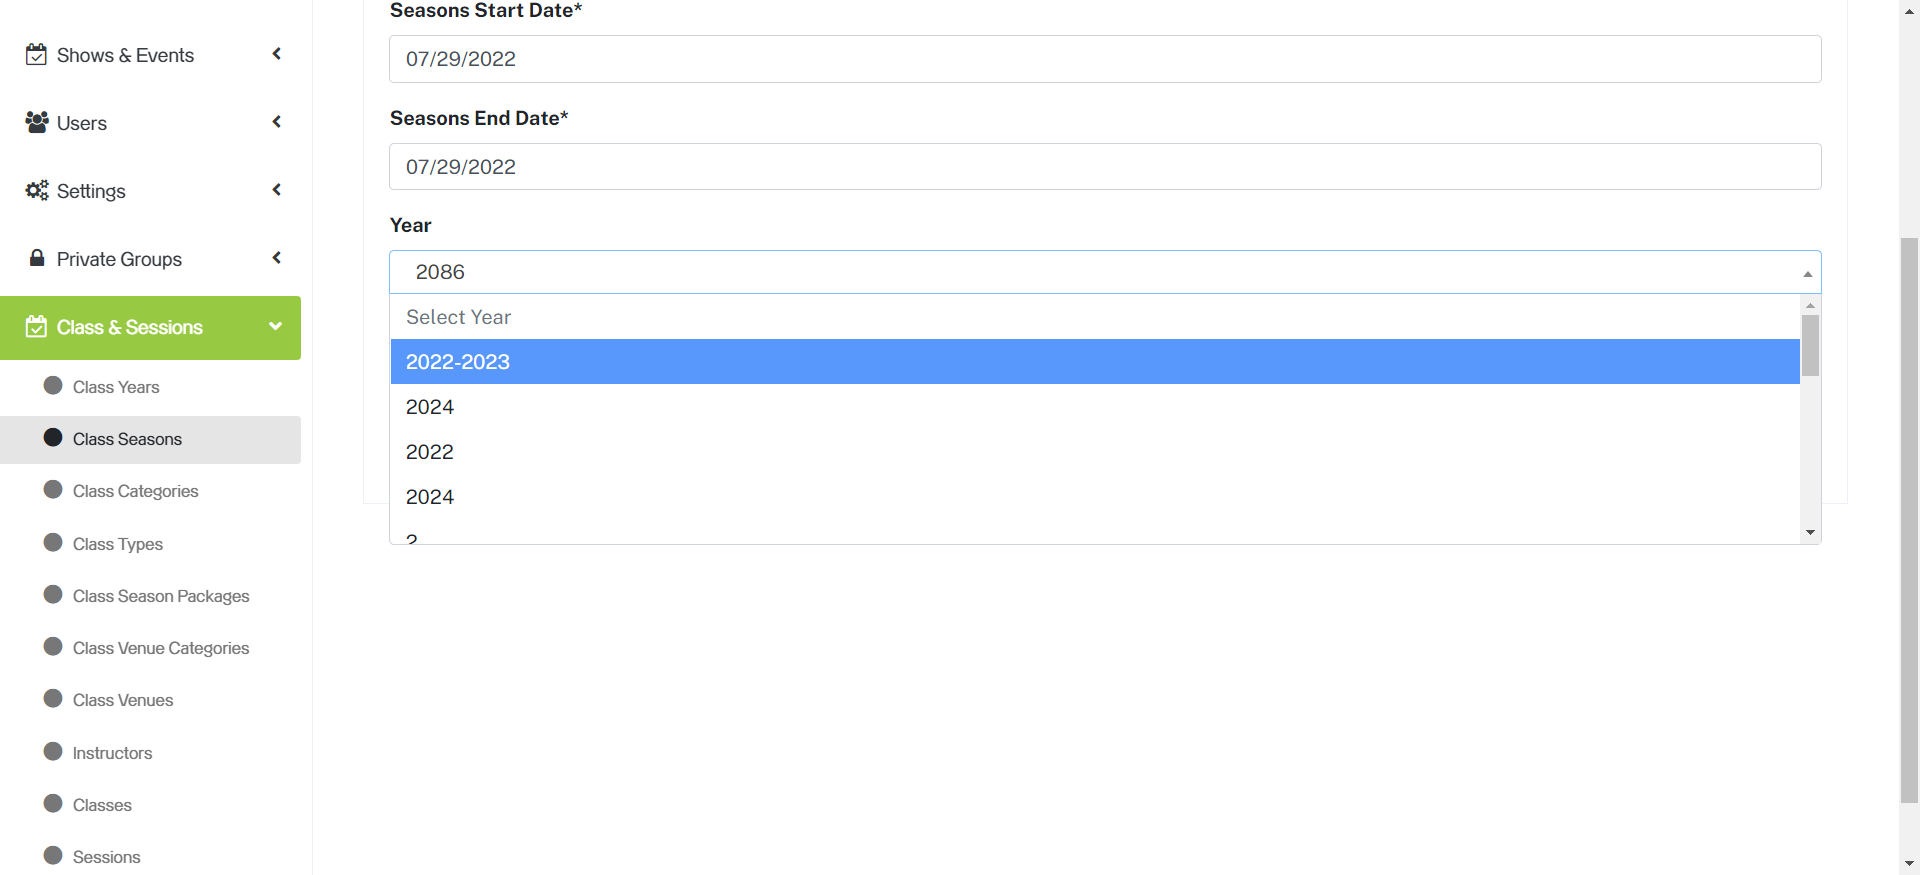 Shows & Events
Users
Settings
Private Groups
Class & Sessions
Class Years
Class Seasons
Class Categories
Class Types
Class Season Packages
Class Venue Categories
Class Venues
Instructors
Classes
Sessions
Seasons Start Date*
07/29/2022
Seasons End Date*
07/29/2022
Year
2086
Select Year
2022-2023
2024
2022
2024
2